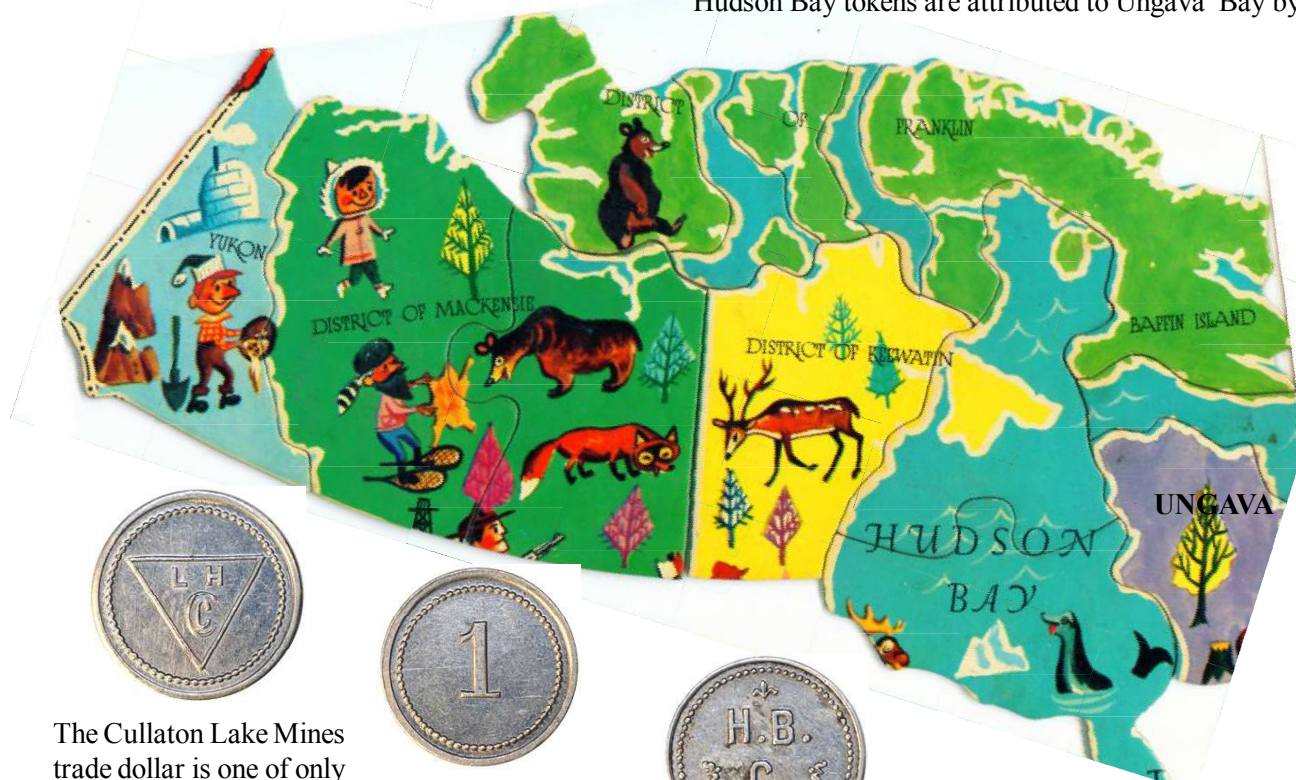 Hudson Bay tokens are attributed to Ungava Bay by
DISTRICT
OF
FRANKLIN
YUKON
DISTRICT OF MACKENSIE
DISTRICT OF KEEWATIN
BAFFIN ISLAND
UNGAVA
HUDSON
BAY
L H
C
1
H.B.
C
The Cullaton Lake Mines
trade dollar is one of only